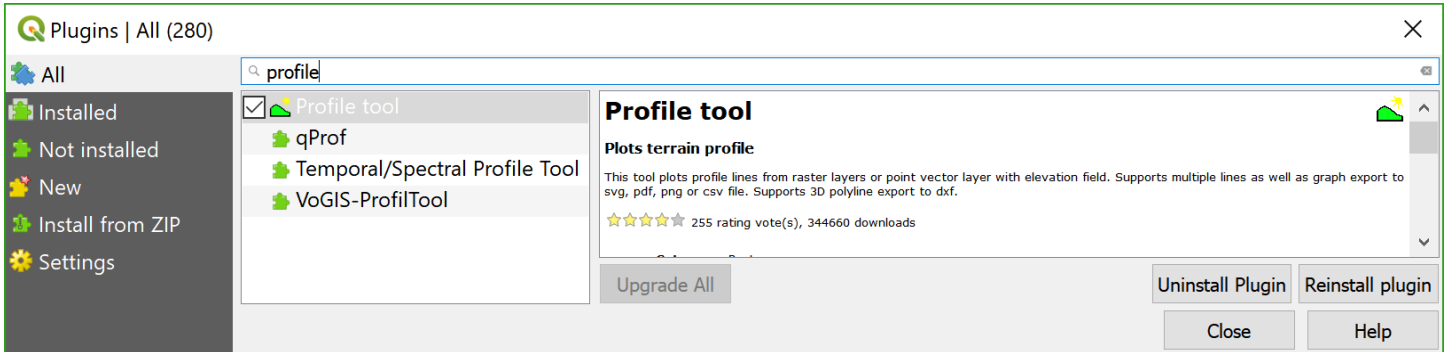 Plugins | All (280)
All
Installed
Not installed
New
Install from ZIP
Settings
profile
Profile tool
qProf
Temporal/Spectral Profile Tool
VoGIS-ProfilTool
Profile tool
Plots terrain profile
This tool plots profile lines from raster layers or point vector layer with elevation field. Supports multiple lines as well as graph export to
svg, pdf, png or csv file. Supports 3D polyline export to dxf.
255 rating vote(s), 344660 downloads
Upgrade All
Uninstall Plugin
Reinstall plugin
Close
Help